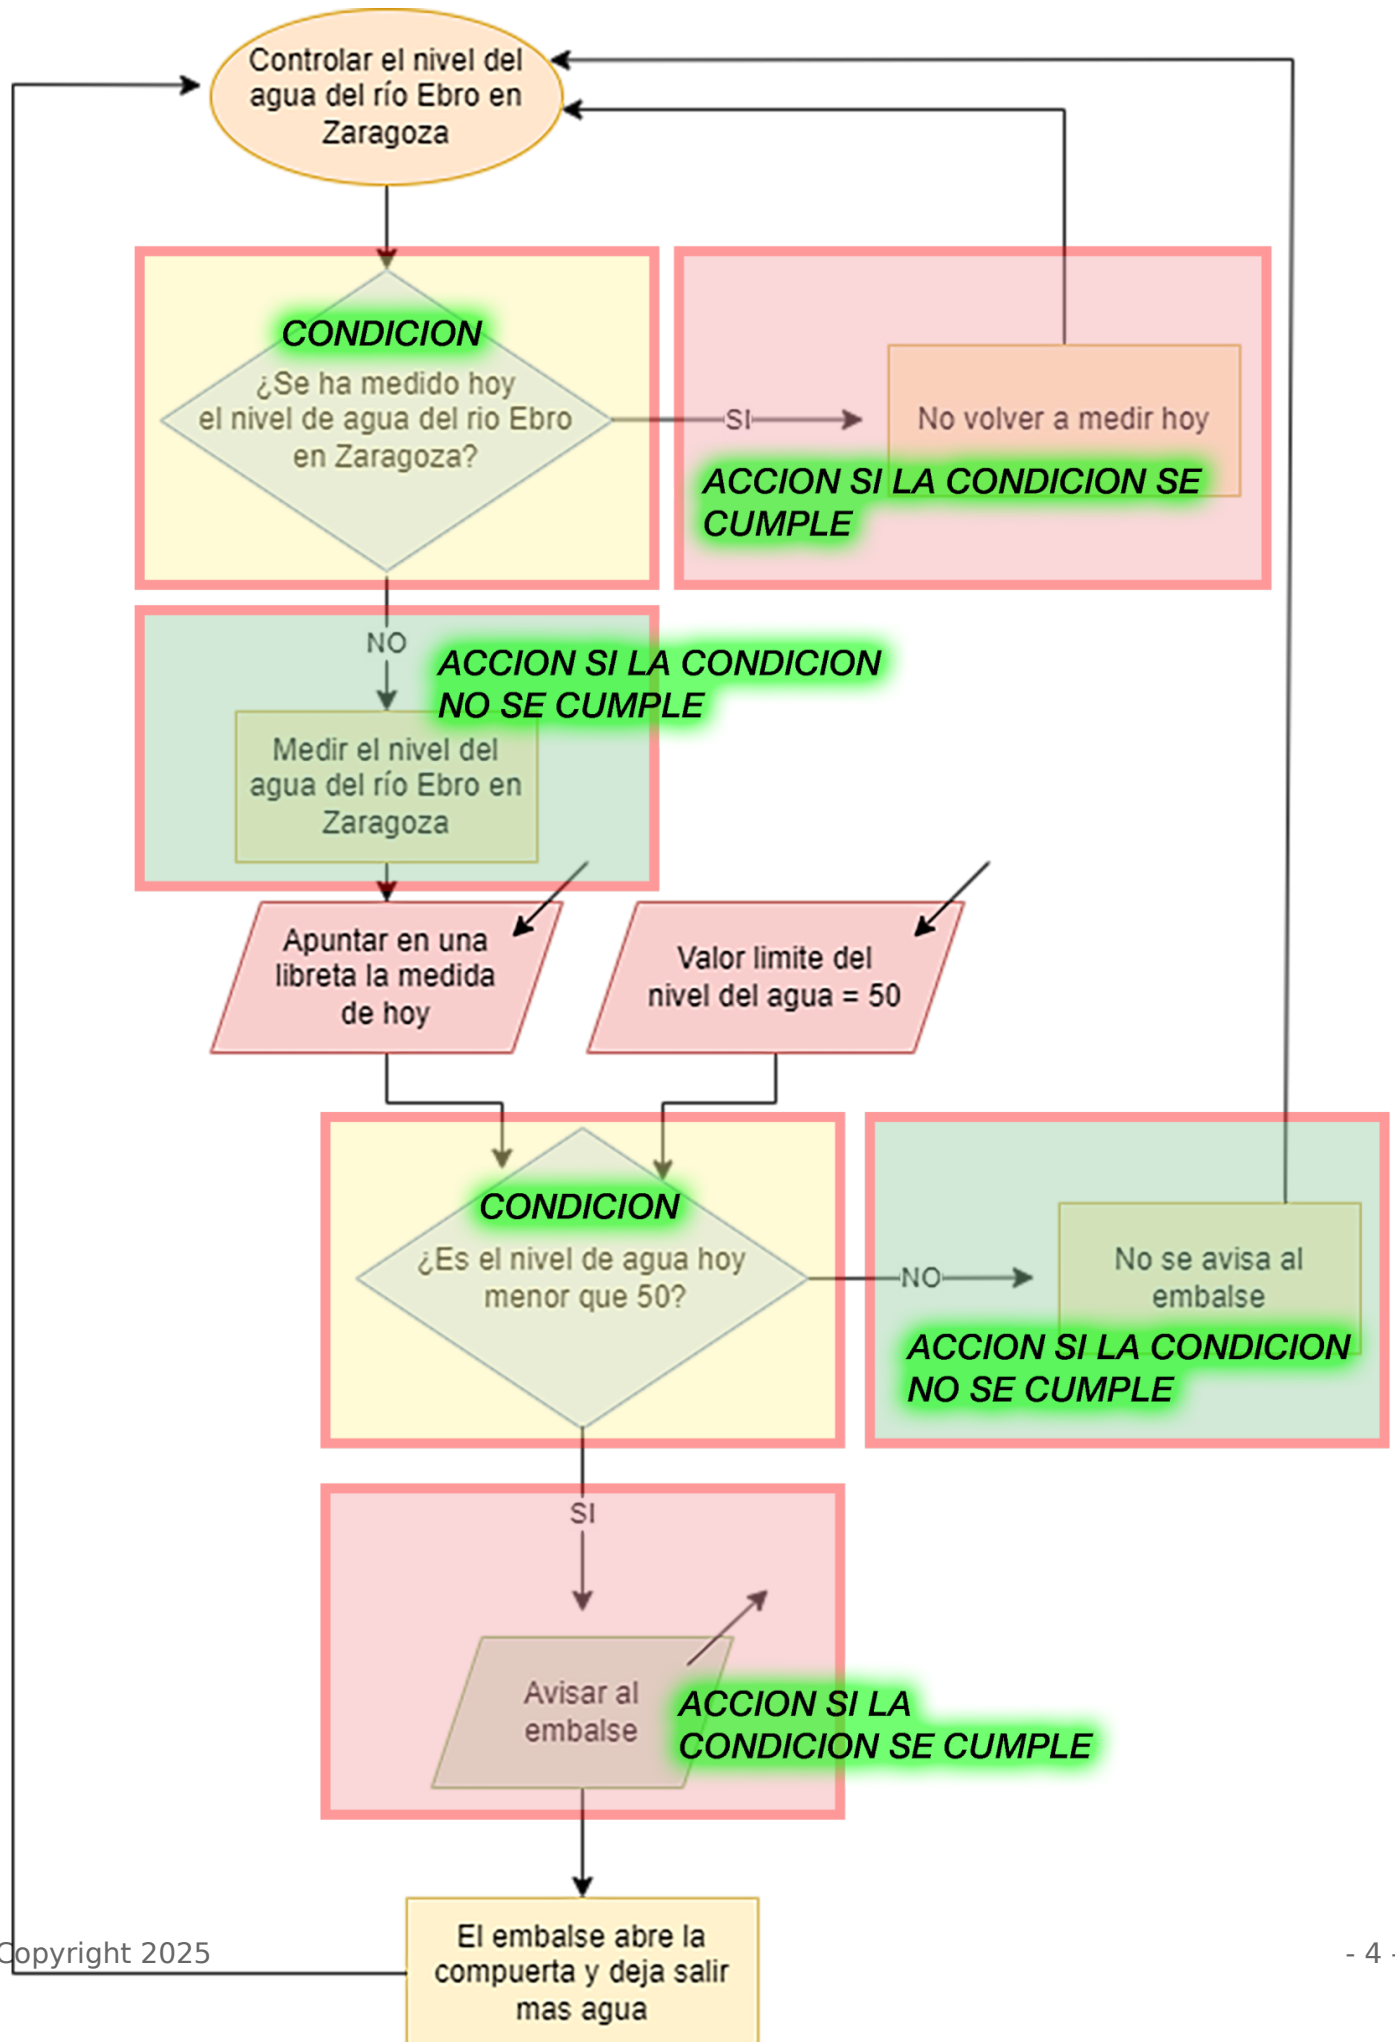 Controlar el nivel del
agua del río Ebro en
Zaragoza
CONDICION
¿Se ha medido hoy
el nivel de agua del rio Ebro
en Zaragoza?
SI
No volver a medir hoy
ACCION SI LA CONDICION SE
CUMPLE
NO
ACCION SI LA CONDICION
NO SE CUMPLE
Medir el nivel del
agua del río Ebro en
Zaragoza
Apuntar en una
libreta la medida
de hoy
Valor limite del
nivel del agua = 50
CONDICION
¿Es el nivel de agua hoy
menor que 50?
NO
No se avisa al
embalse
ACCION SI LA CONDICION
NO SE CUMPLE
SI
Avisar al
embalse
ACCION SI LA
CONDICION SE CUMPLE
El embalse abre la
compuerta y deja salir
mas agua
Copyright 2025
- 4 -